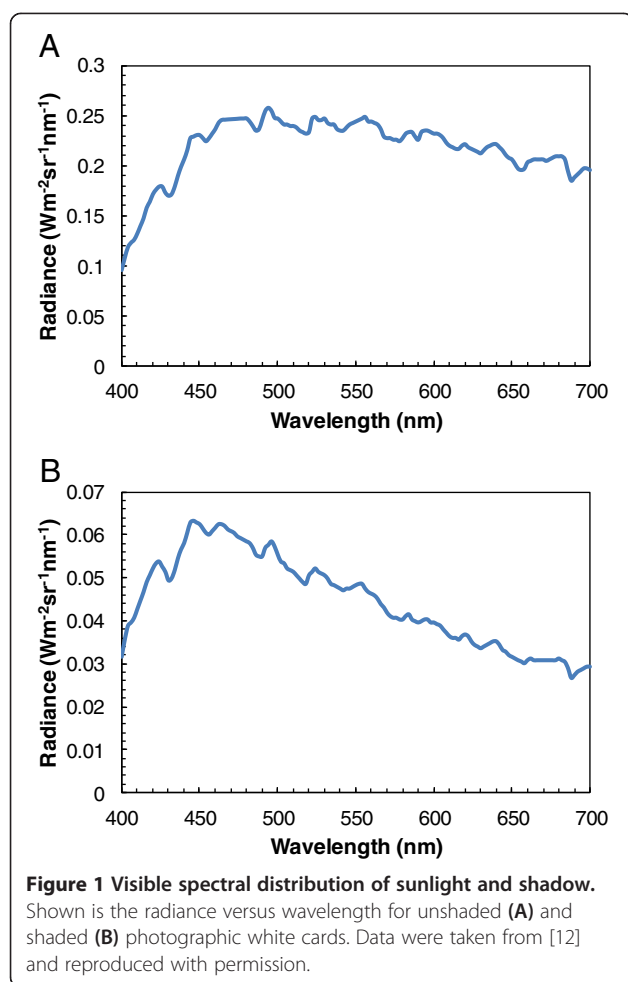 A
0.3
0.25
0.2
0.15
0.1
0.05
0
Radiance (Wm-2sr-1nm-1)
400 450 500 550 600 650 700
Wavelength (nm)
B
0.07
0.06
0.05
0.04
0.03
0.02
0.01
0
Radiance (Wm-2sr-1nm-1)
400 450 500 550 600 650 700
Wavelength (nm)
Figure 1 Visible spectral distribution of sunlight and shadow.
Shown is the radiance versus wavelength for unshaded (A) and
shaded (B) photographic white cards. Data were taken from [12]
and reproduced with permission.